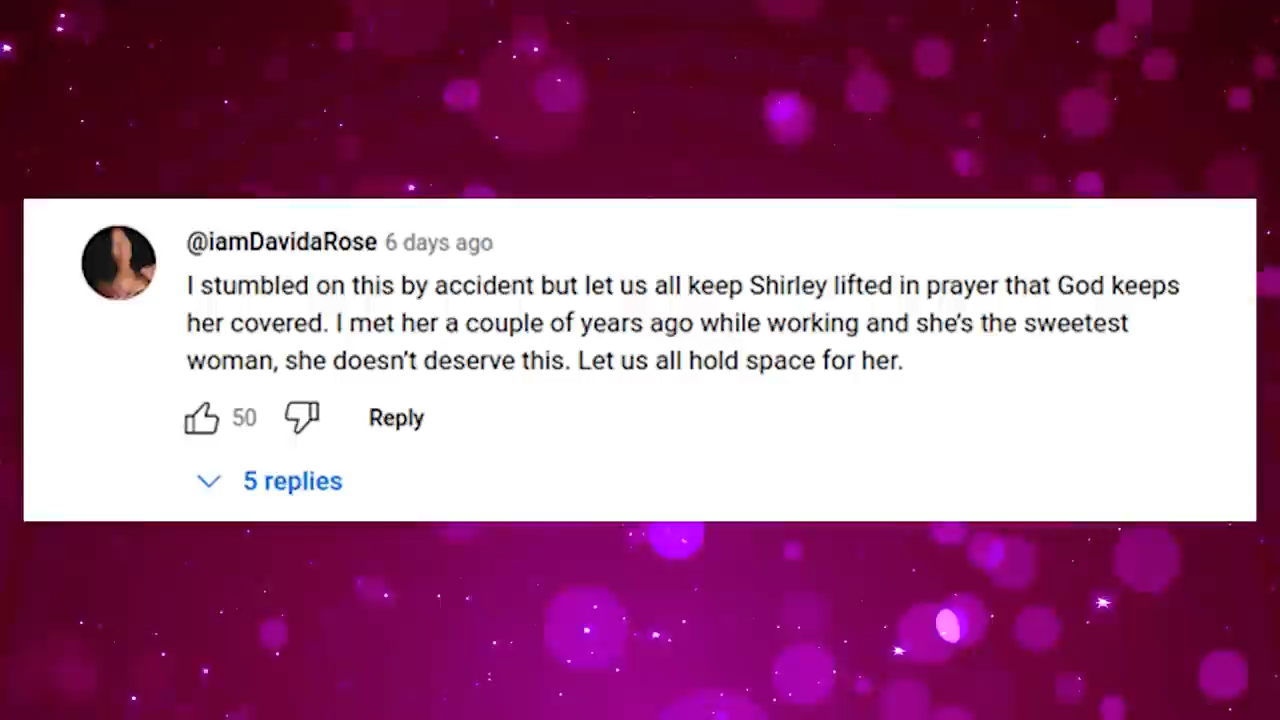 @iamDavidaRose 6 days ago
I stumbled on this by accident but let us all keep Shirley lifted in prayer that God keeps
her covered. I met her a couple of years ago while working and she's the sweetest
woman, she doesn't deserve this. Let us all hold space for her.
50 Reply
5 replies